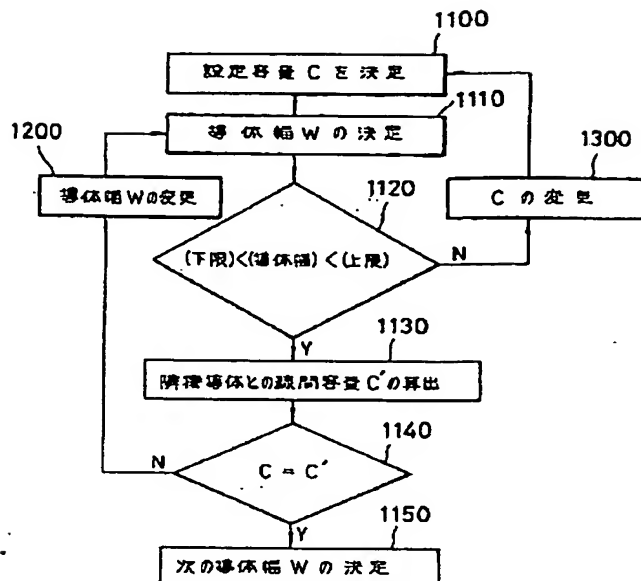 1100
設定容量Cを決定
1110
導体幅Wの決定
1200
導体幅Wの変更
1300
Cの変更
1120
(下限)<(導体幅)<(上限)
N
Y
1130
隣接導体との線間容量C'の算出
1140
C = C'
N
Y
1150
次の導体幅Wの決定